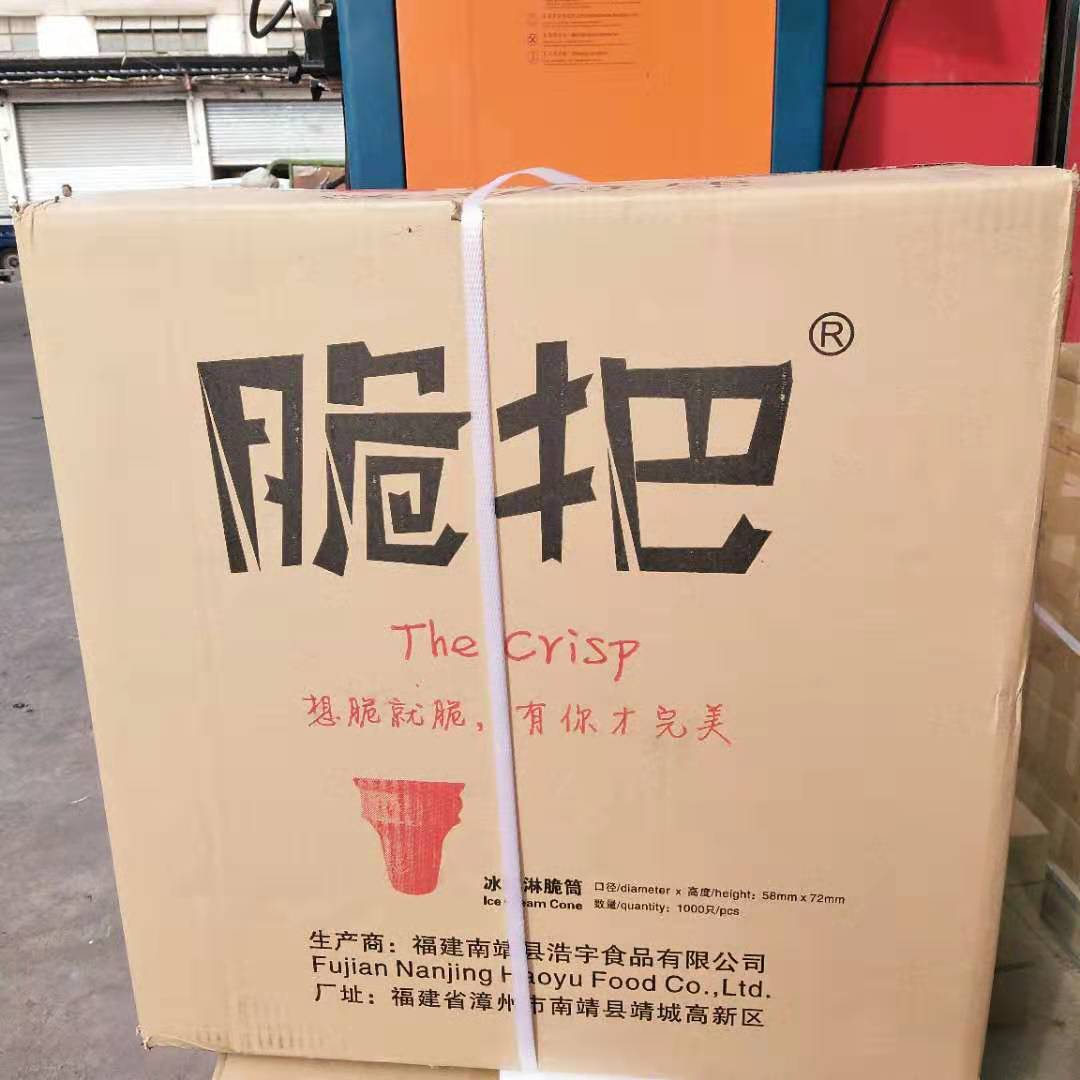 脆把®
The Crisp
想脆就脆，有你才完美
冰 淋脆筒 口径/diameter x 高度/height：58mm x 72mm
Ice Cone 数量/quantity：1000只/pcs
生产商：福建南靖县浩宇食品有限公司
Fujian Nanjing Haoyu Food Co.,Ltd.
厂址：福建省漳州市南靖县靖城高新区